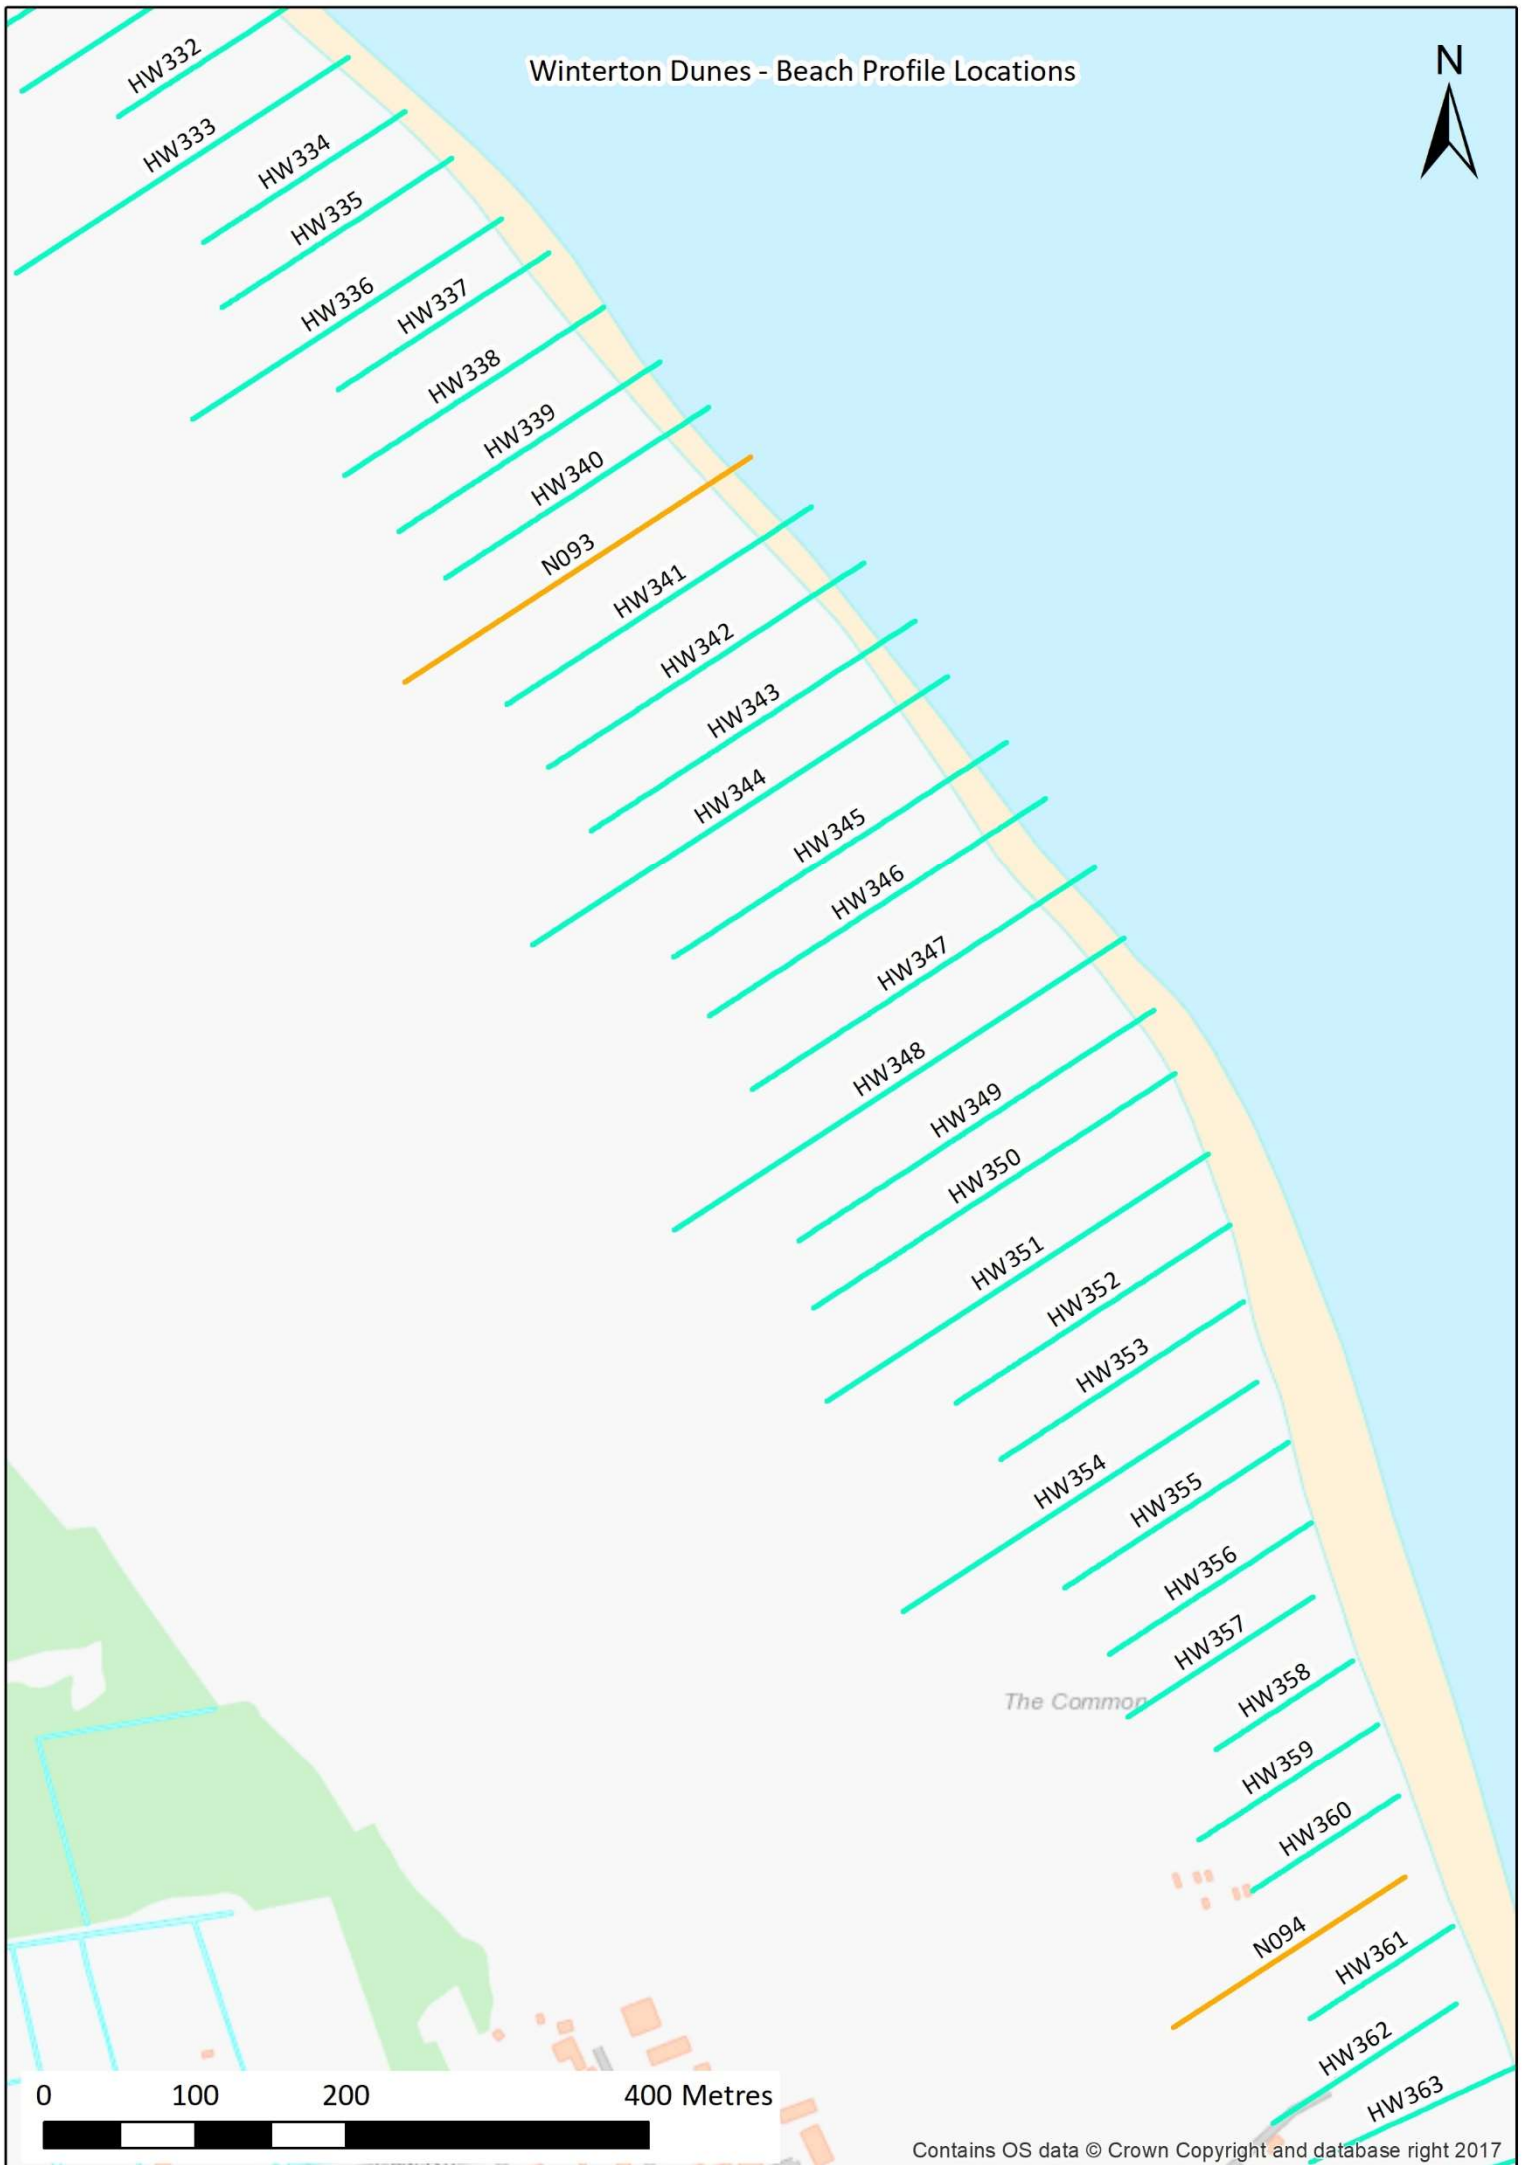 Winterton Dunes - Beach Profile Locations
N
HW332
HW333
HW334
HW335
HW336
HW337
HW338
HW339
HW340
N093
HW341
HW342
HW343
HW344
HW345
HW346
HW347
HW348
HW349
HW350
HW351
HW352
HW353
HW354
HW355
HW356
HW357
The Common
HW358
HW359
HW360
N094
HW361
HW362
HW363
0 100 200 400 Metres
Contains OS data © Crown Copyright and database right 2017